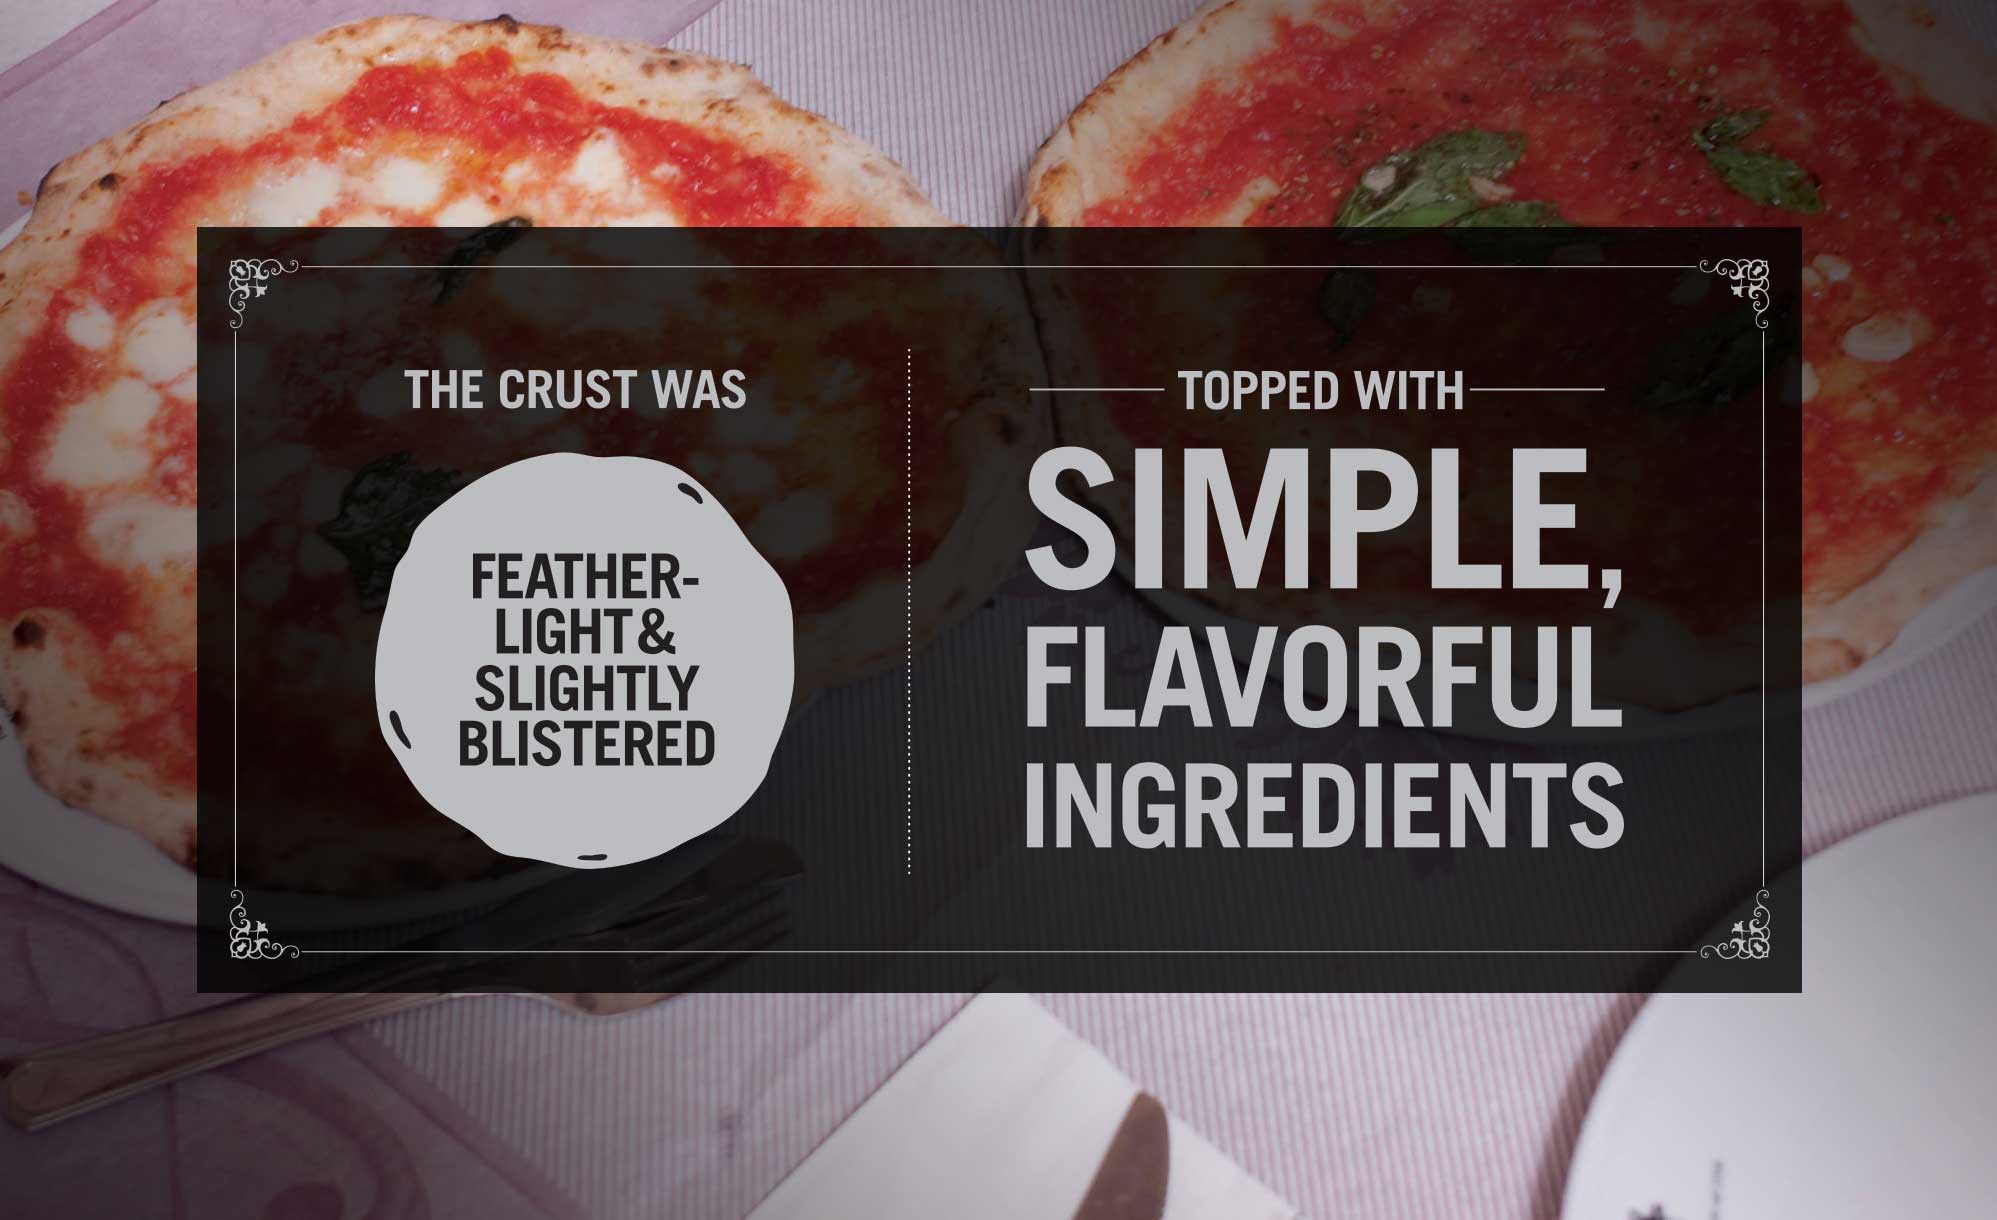 THE CRUST WAS
FEATHER-
LIGHT &
SLIGHTLY
BLISTERED
TOPPED WITH
SIMPLE,
FLAVORFUL
INGREDIENTS